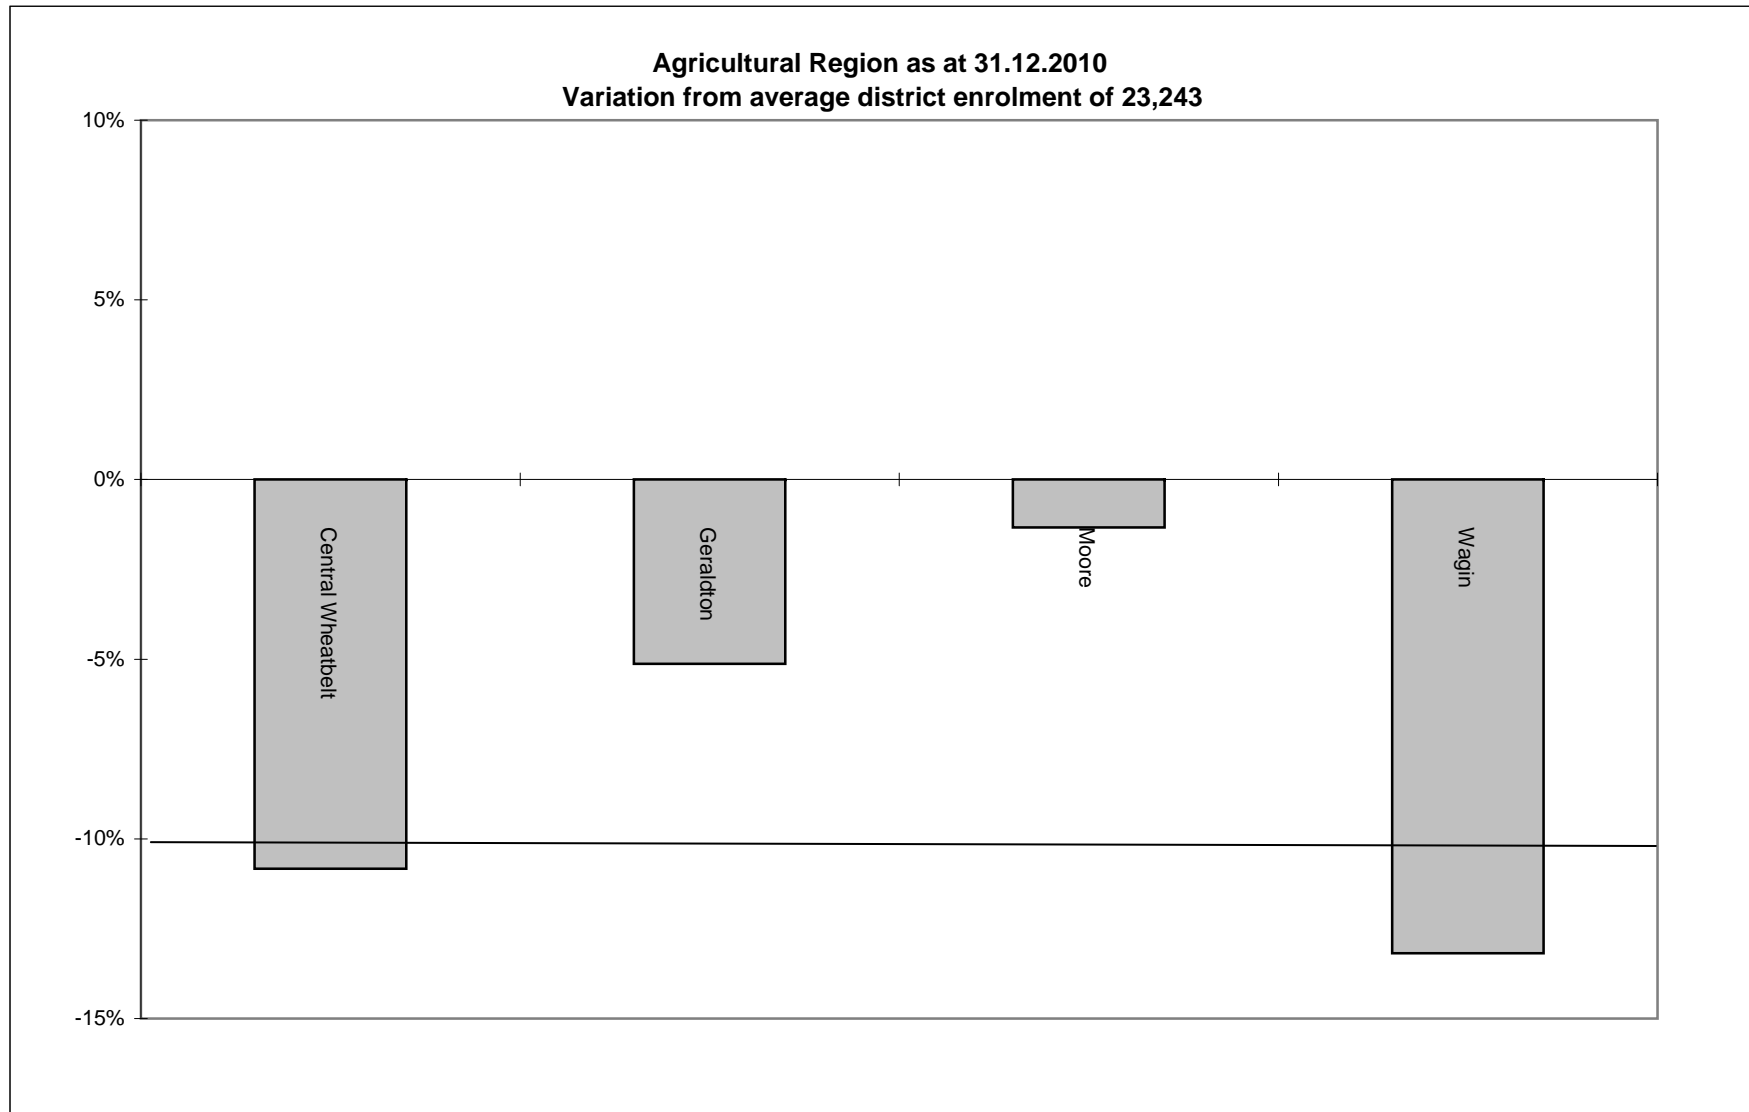 Agricultural Region as at 31.12.2010
Variation from average district enrolment of 23,243
10%
5%
0%
-5%
-10%
-15%
Central Wheatbelt
Geraldton
Moore
Wagin